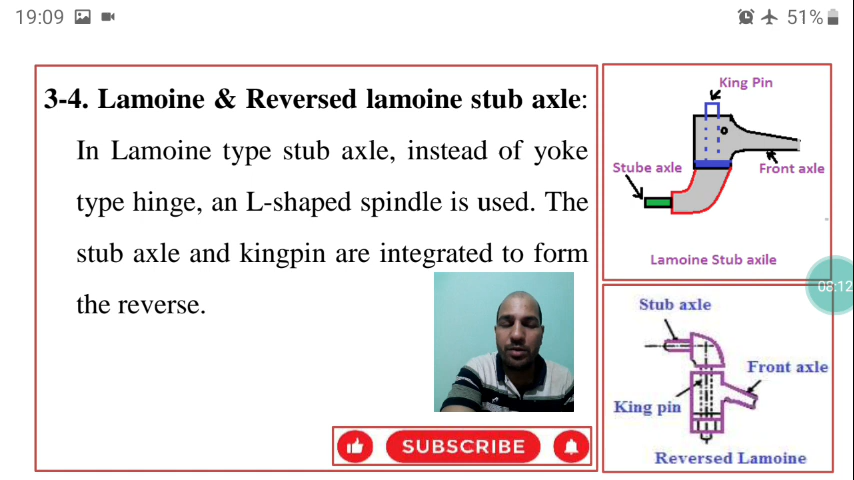 19:09
51%
3-4. Lamoine & Reversed lamoine stub axle:
In Lamoine type stub axle, instead of yoke
type hinge, an L-shaped spindle is used. The
stub axle and kingpin are integrated to form
the reverse.
SUBSCRIBE
King Pin
Stube axle
Front axle
Lamoine Stub axile
08:12
Stub axle
Front axle
King pin
Reversed Lamoine